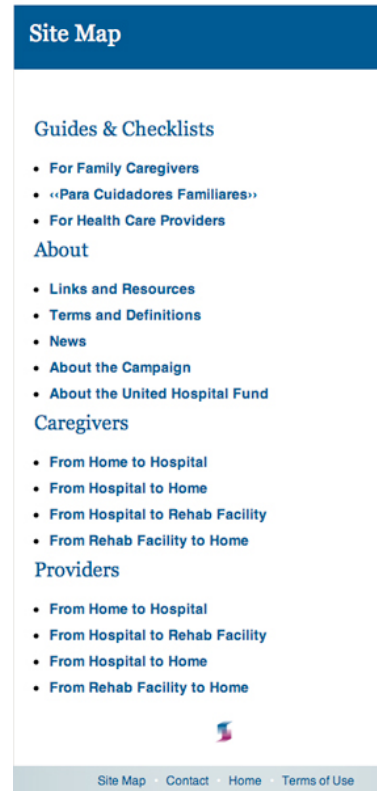 Site Map
Guides & Checklists
For Family Caregivers
‹‹Para Cuidadores Familiares››
For Health Care Providers
About
Links and Resources
Terms and Definitions
News
About the Campaign
About the United Hospital Fund
Caregivers
From Home to Hospital
From Hospital to Home
From Hospital to Rehab Facility
From Rehab Facility to Home
Providers
From Home to Hospital
From Hospital to Rehab Facility
From Hospital to Home
From Rehab Facility to Home
Site Map Contact Home Terms of Use